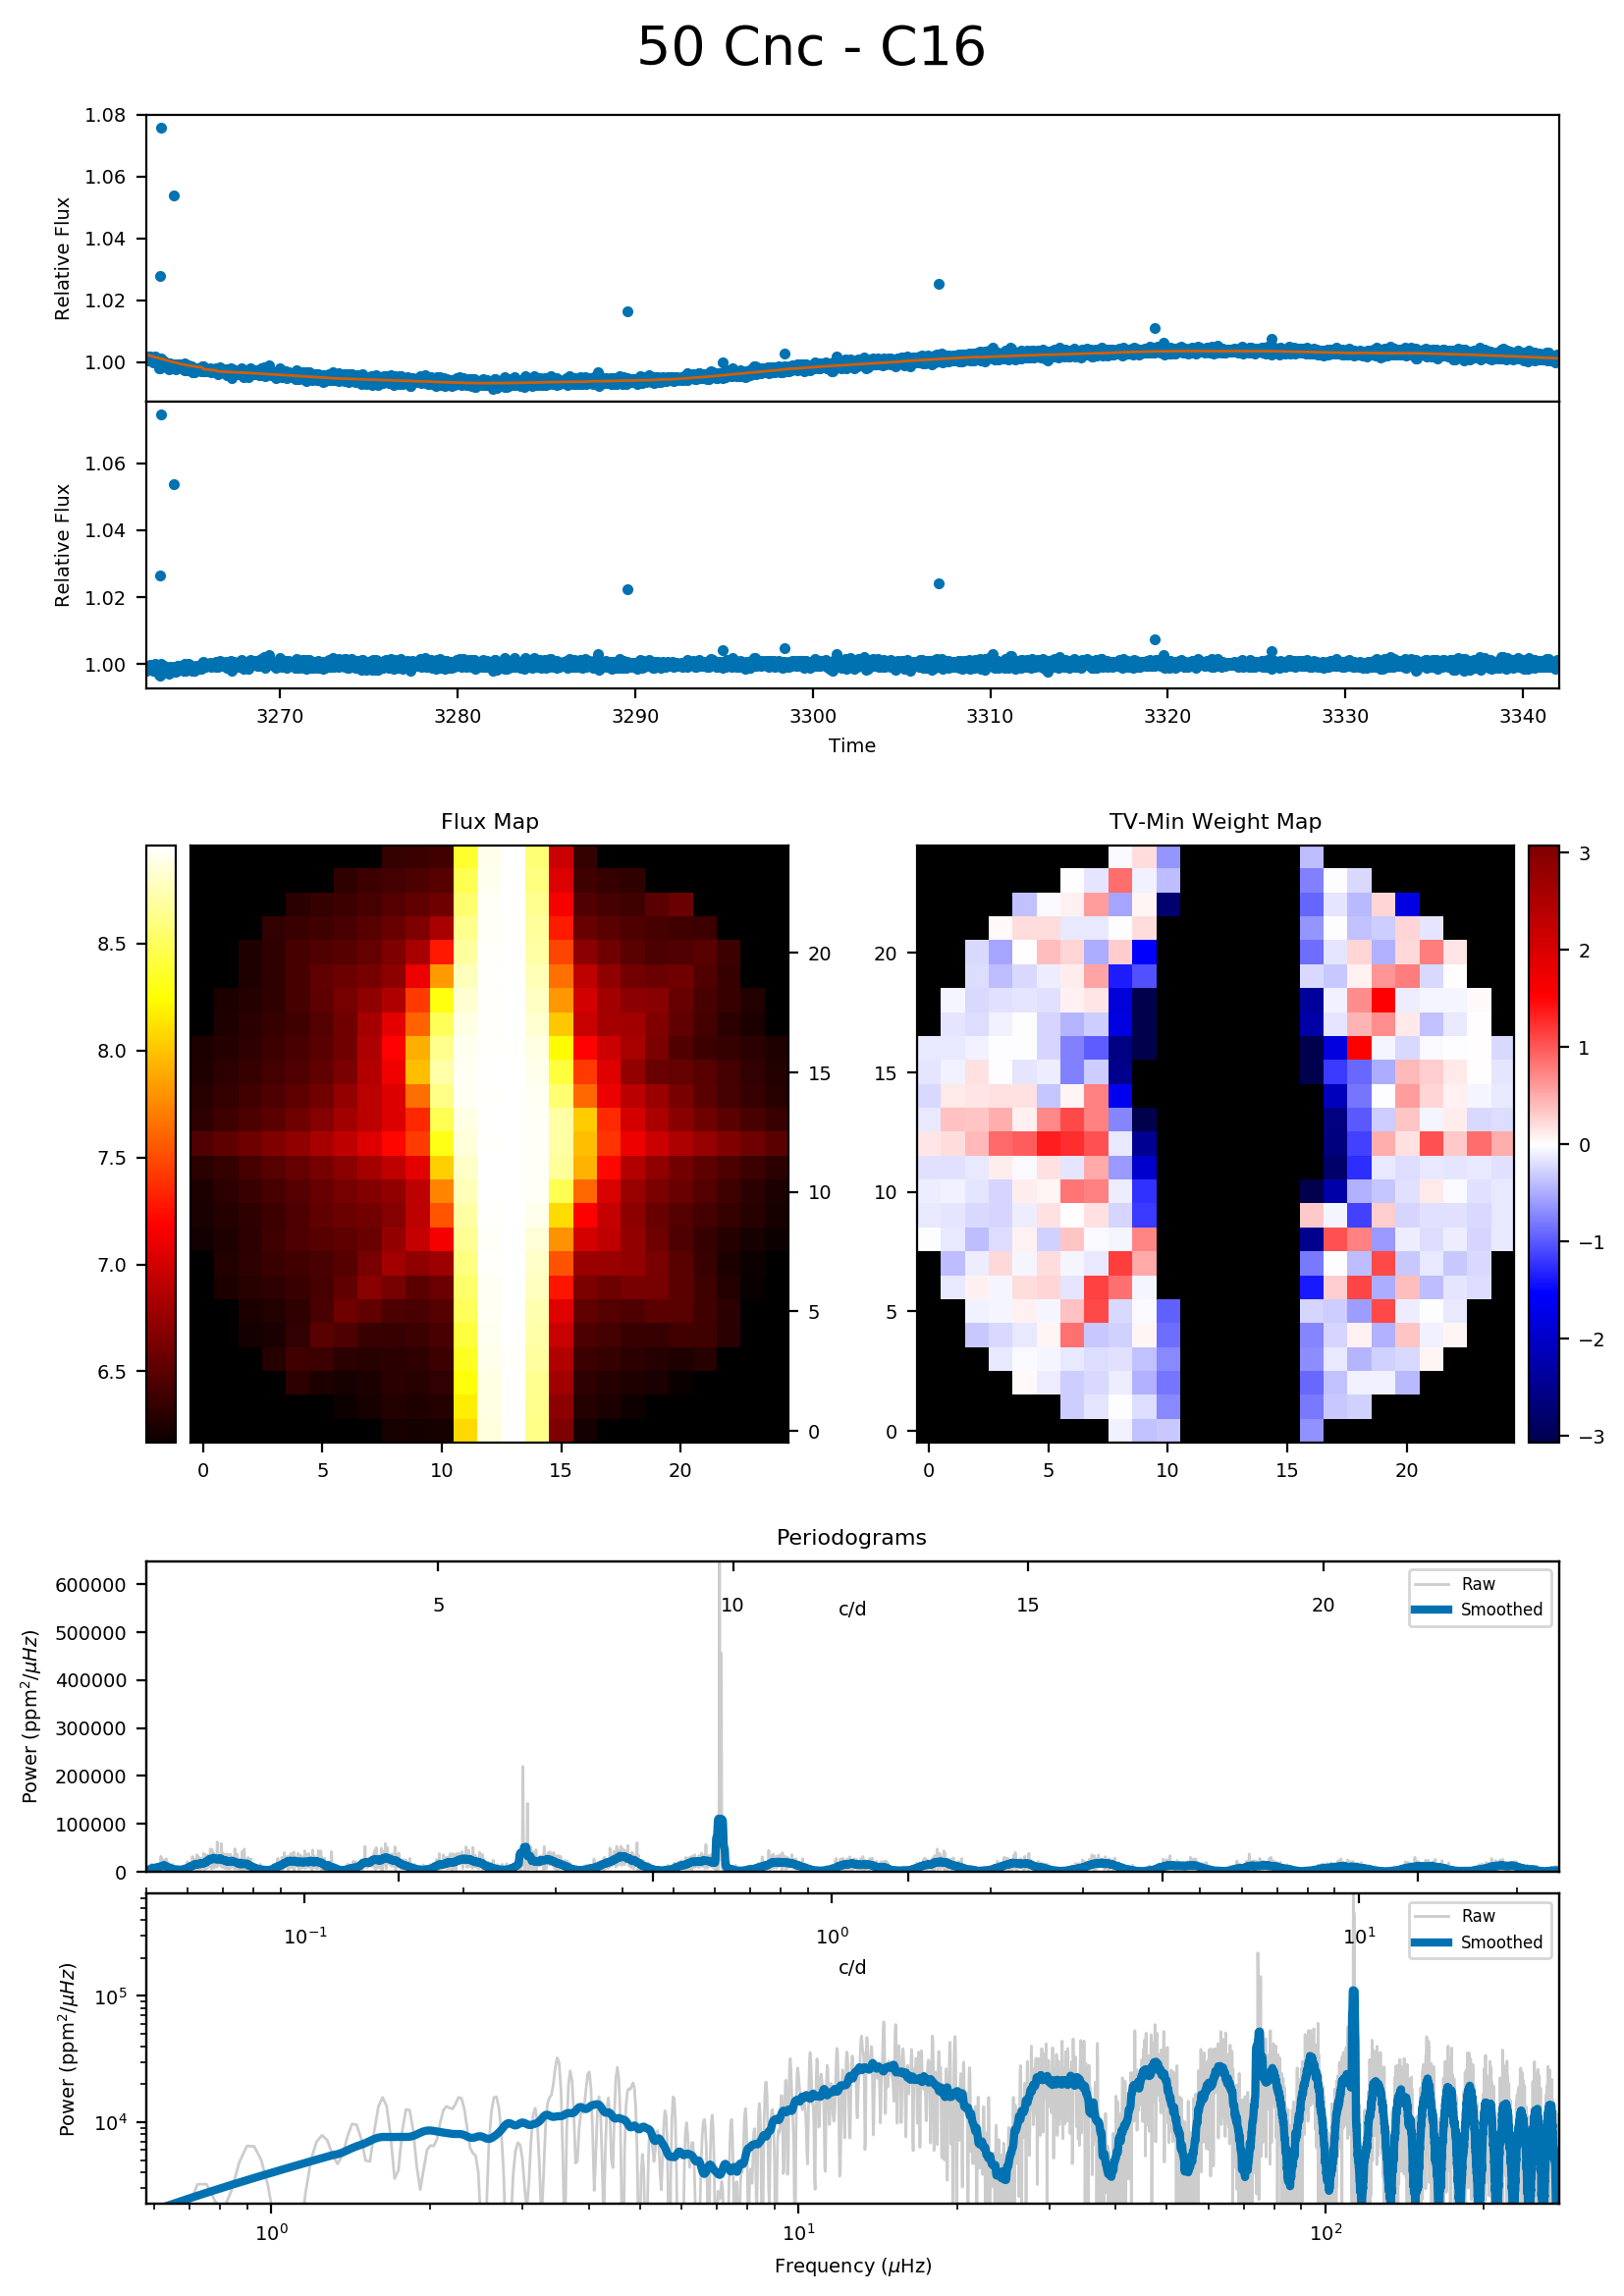 50 Cnc - C16
1.08
1.06
1.04
1.02
1.00
Relative Flux
1.06
1.04
1.02
1.00
Relative Flux
3270 3280 3290 3300 3310 3320 3330 3340
Time
Flux Map
8.5
8.0
7.5
7.0
6.5
20
15
10
5
0
0 5 10 15 20
TV-Min Weight Map
20
15
10
5
0
0 5 10 15 20
3
2
1
0
−1
−2
−3
Periodograms
600000
500000
400000
300000
200000
100000
0
Power (ppm²/μHz)
5 10 15 20
c/d
Raw
Smoothed
10⁻¹ 10⁰ 10¹
c/d
Raw
Smoothed
10⁵
10⁴
Power (ppm²/μHz)
10⁰ 10¹ 10²
Frequency (μHz)